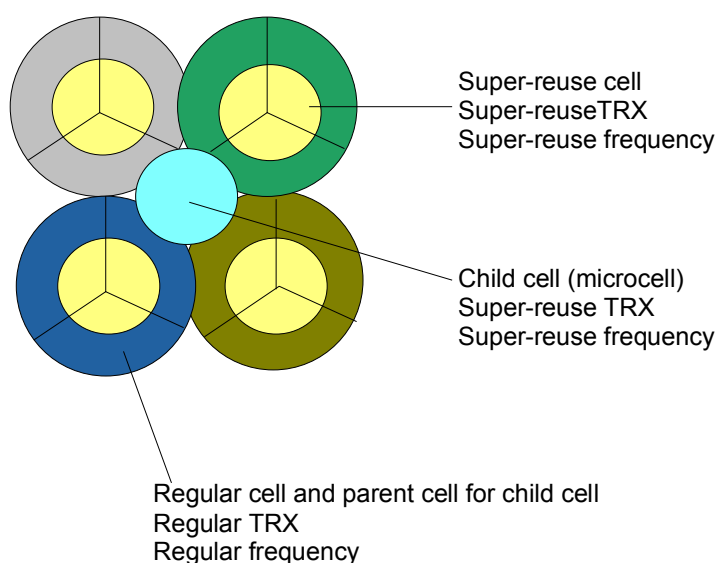 Super-reuse cell
Super-reuseTRX
Super-reuse frequency
Child cell (microcell)
Super-reuse TRX
Super-reuse frequency
Regular cell and parent cell for child cell
Regular TRX
Regular frequency